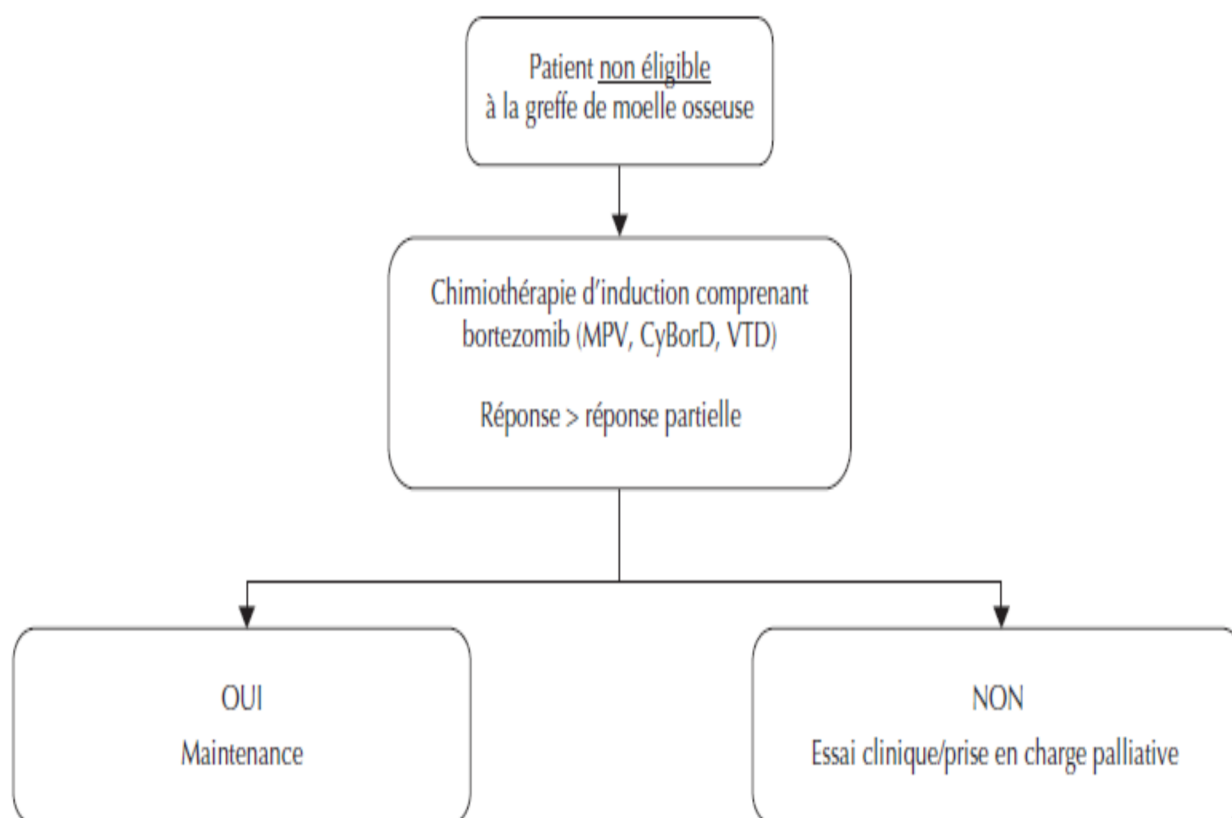 Patient non éligible
à la greffe de moelle osseuse
Chimiothérapie d'induction comprenant
bortezomib (MPV, CyBorD, VTD)
Réponse > réponse partielle
OUI
Maintenance
NON
Essai clinique/prise en charge palliative